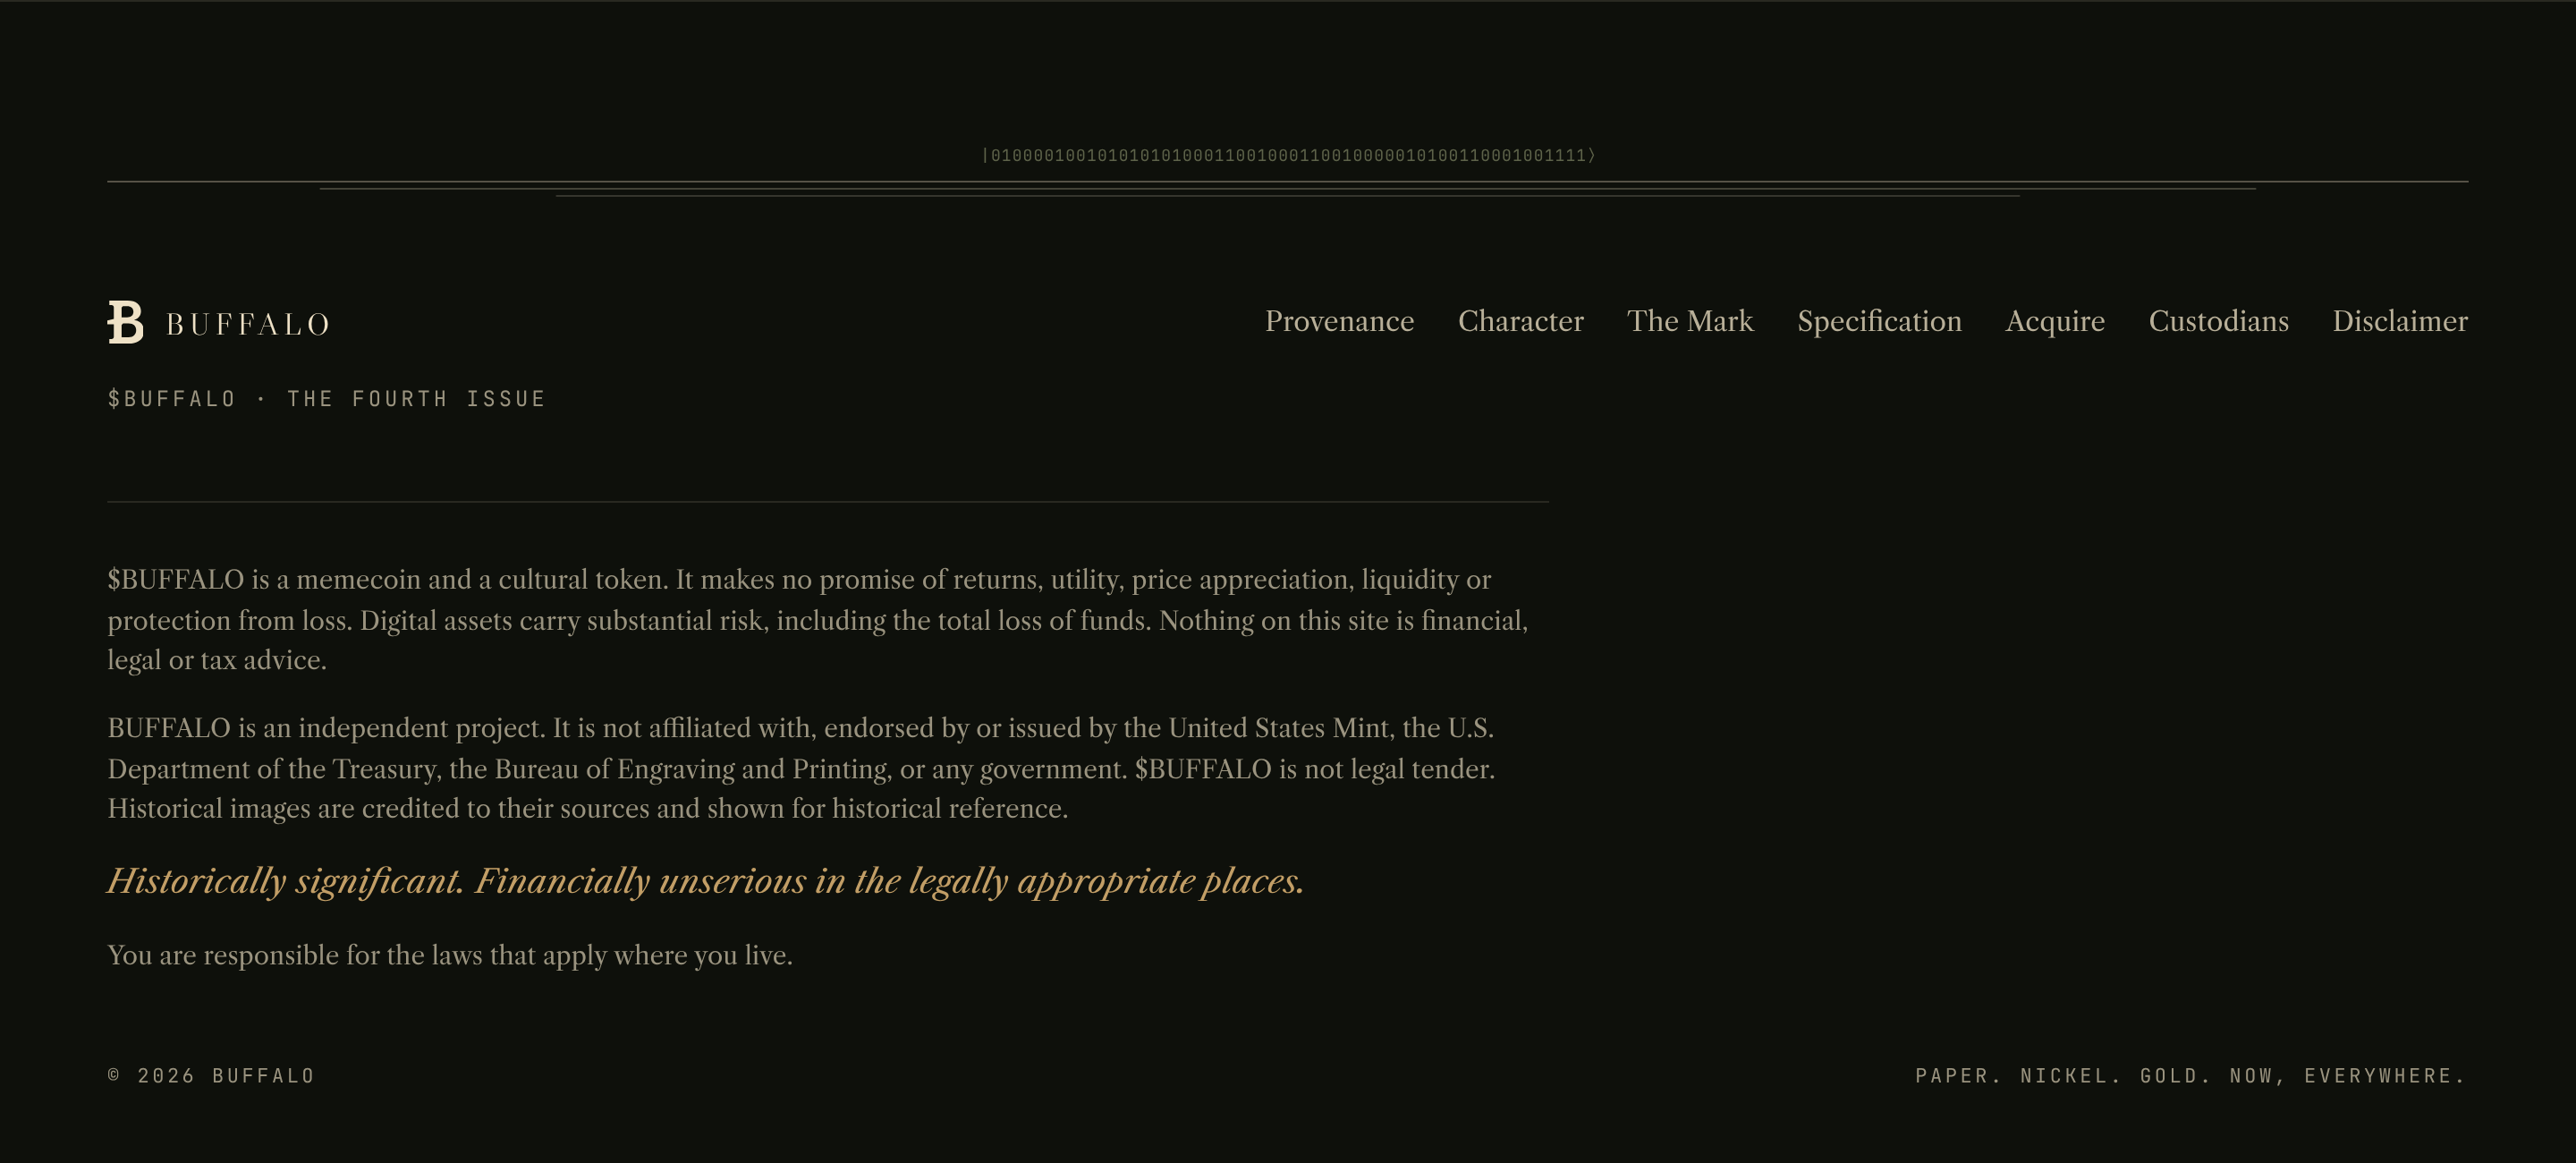 |01000010010101010100011001000110010000010100110001001111⟩
B BUFFALO
Provenance Character The Mark Specification Acquire Custodians Disclaimer
$BUFFALO · THE FOURTH ISSUE
$BUFFALO is a memecoin and a cultural token. It makes no promise of returns, utility, price appreciation, liquidity or
protection from loss. Digital assets carry substantial risk, including the total loss of funds. Nothing on this site is financial,
legal or tax advice.
BUFFALO is an independent project. It is not affiliated with, endorsed by or issued by the United States Mint, the U.S.
Department of the Treasury, the Bureau of Engraving and Printing, or any government. $BUFFALO is not legal tender.
Historical images are credited to their sources and shown for historical reference.
Historically significant. Financially unserious in the legally appropriate places.
You are responsible for the laws that apply where you live.
© 2026 BUFFALO
PAPER. NICKEL. GOLD. NOW, EVERYWHERE.